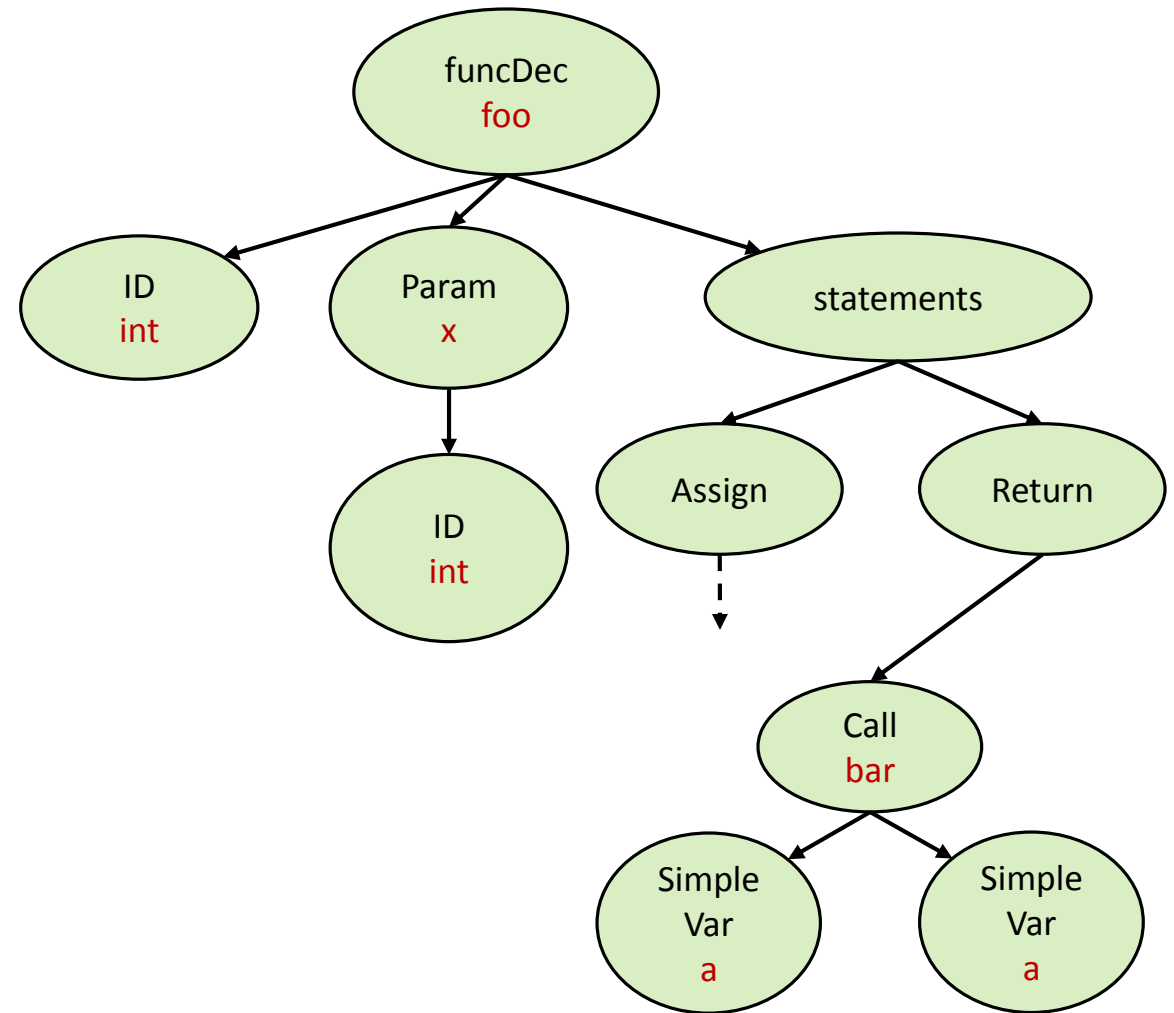 funcDec
foo
ID
int
Param
x
statements
ID
int
Assign
Return
Call
bar
Simple
Var
a
Simple
Var
a